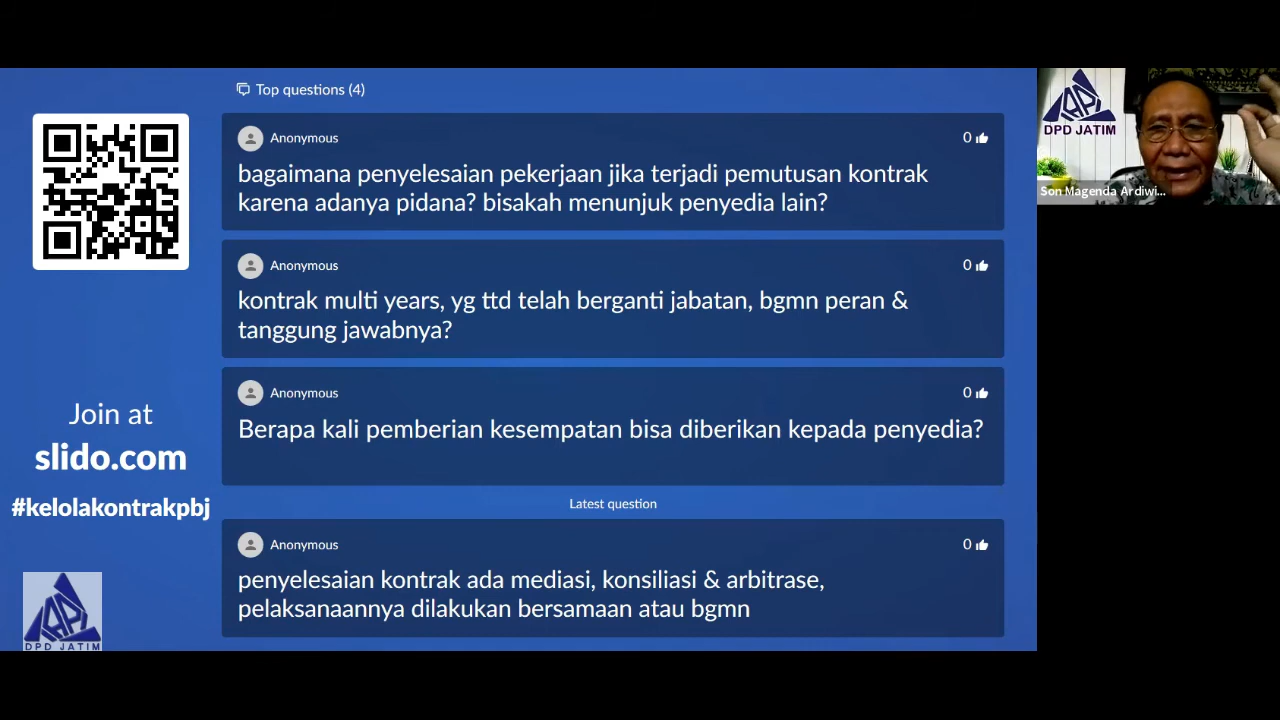 Top questions (4)
Anonymous
0
bagaimana penyelesaian pekerjaan jika terjadi pemutusan kontrak
karena adanya pidana? bisakah menunjuk penyedia lain?
Anonymous
0
kontrak multi years, yg ttd telah berganti jabatan, bgmn peran &
tanggung jawabnya?
Anonymous
0
Berapa kali pemberian kesempatan bisa diberikan kepada penyedia?
Latest question
Anonymous
0
penyelesaian kontrak ada mediasi, konsiliasi & arbitrase,
pelaksanaannya dilakukan bersamaan atau bgmn
Join at
slido.com
#kelolakontrakpbj
IAPI
DPD JATIM
IAPI
DPD JATIM
Son Magenda Ardiwi...